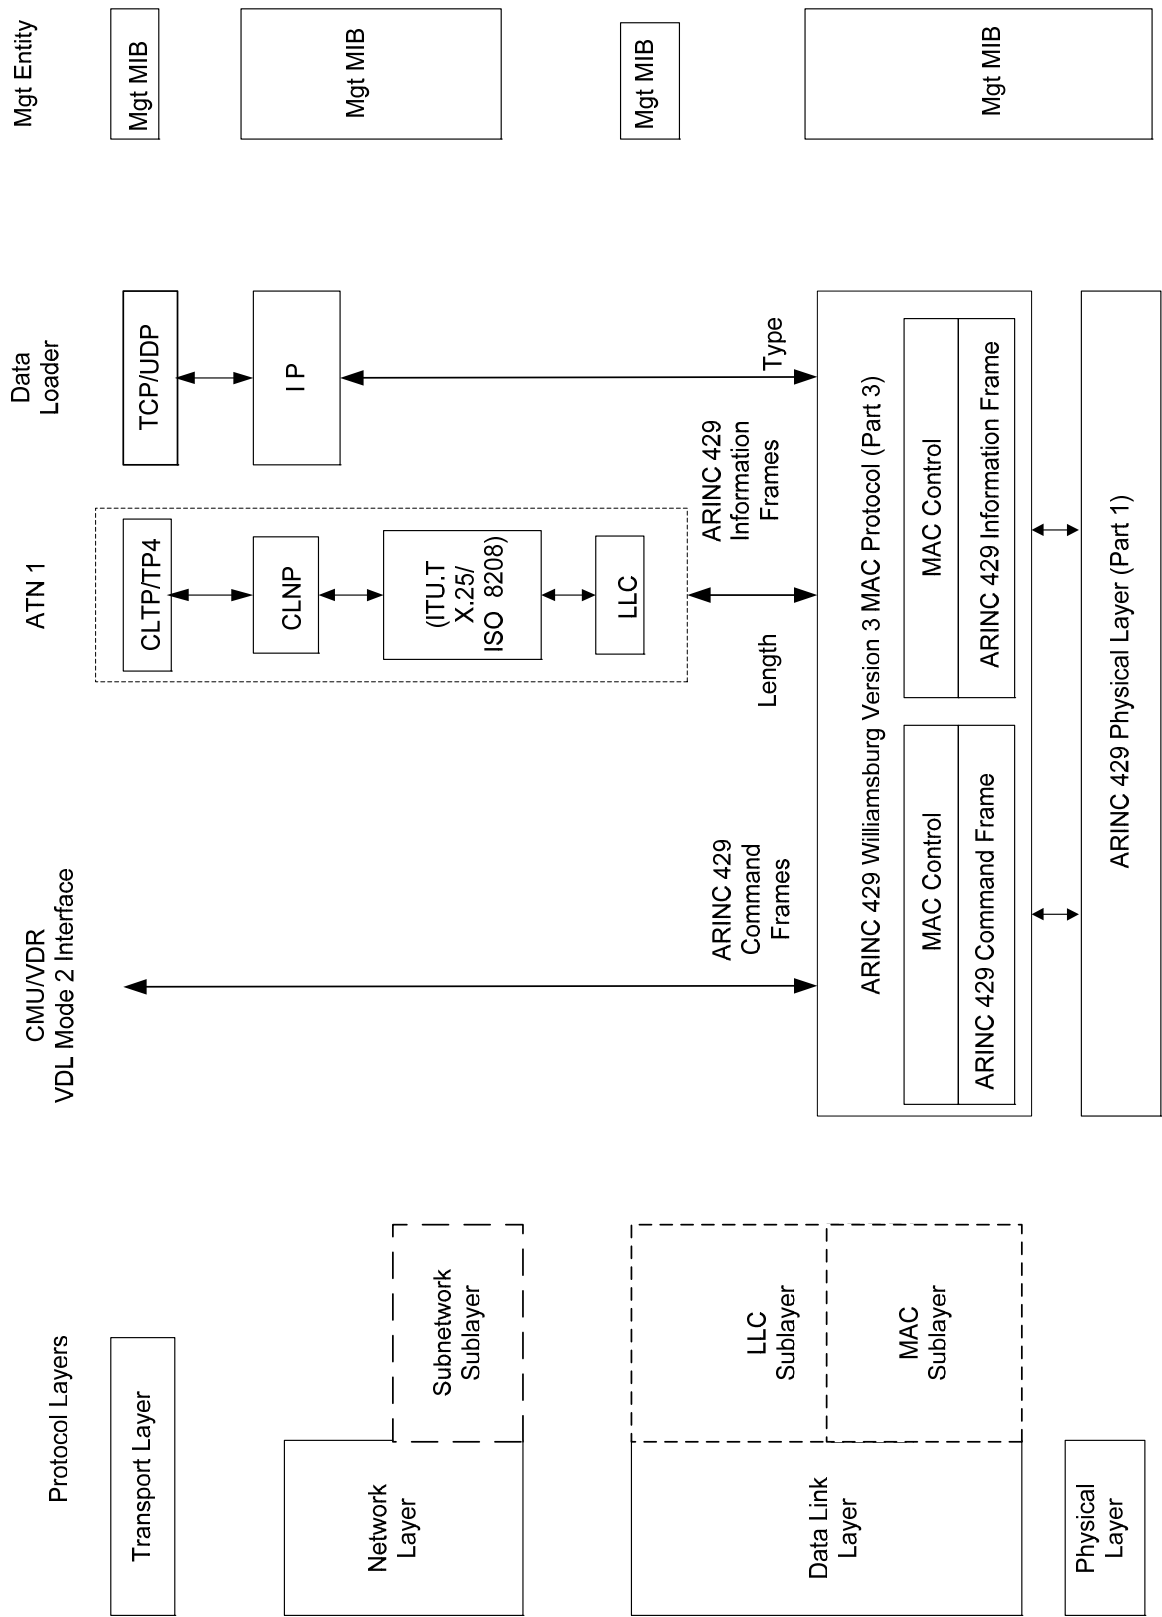 Protocol Layers
Transport Layer
Network
Layer
Subnetwork
Sublayer
Data Link
Layer
LLC
Sublayer
MAC
Sublayer
Physical
Layer
CMU/VDR
VDL Mode 2 Interface
ARINC 429
Command
Frames
ATN 1
CLTP/TP4
CLNP
(ITU.T
X.25/
ISO 8208)
LLC
Length
ARINC 429
Information
Frames
Data
Loader
TCP/UDP
I P
Type
ARINC 429 Williamsburg Version 3 MAC Protocol (Part 3)
MAC Control
ARINC 429 Command Frame
MAC Control
ARINC 429 Information Frame
ARINC 429 Physical Layer (Part 1)
Mgt Entity
Mgt MIB
Mgt MIB
Mgt MIB
Mgt MIB